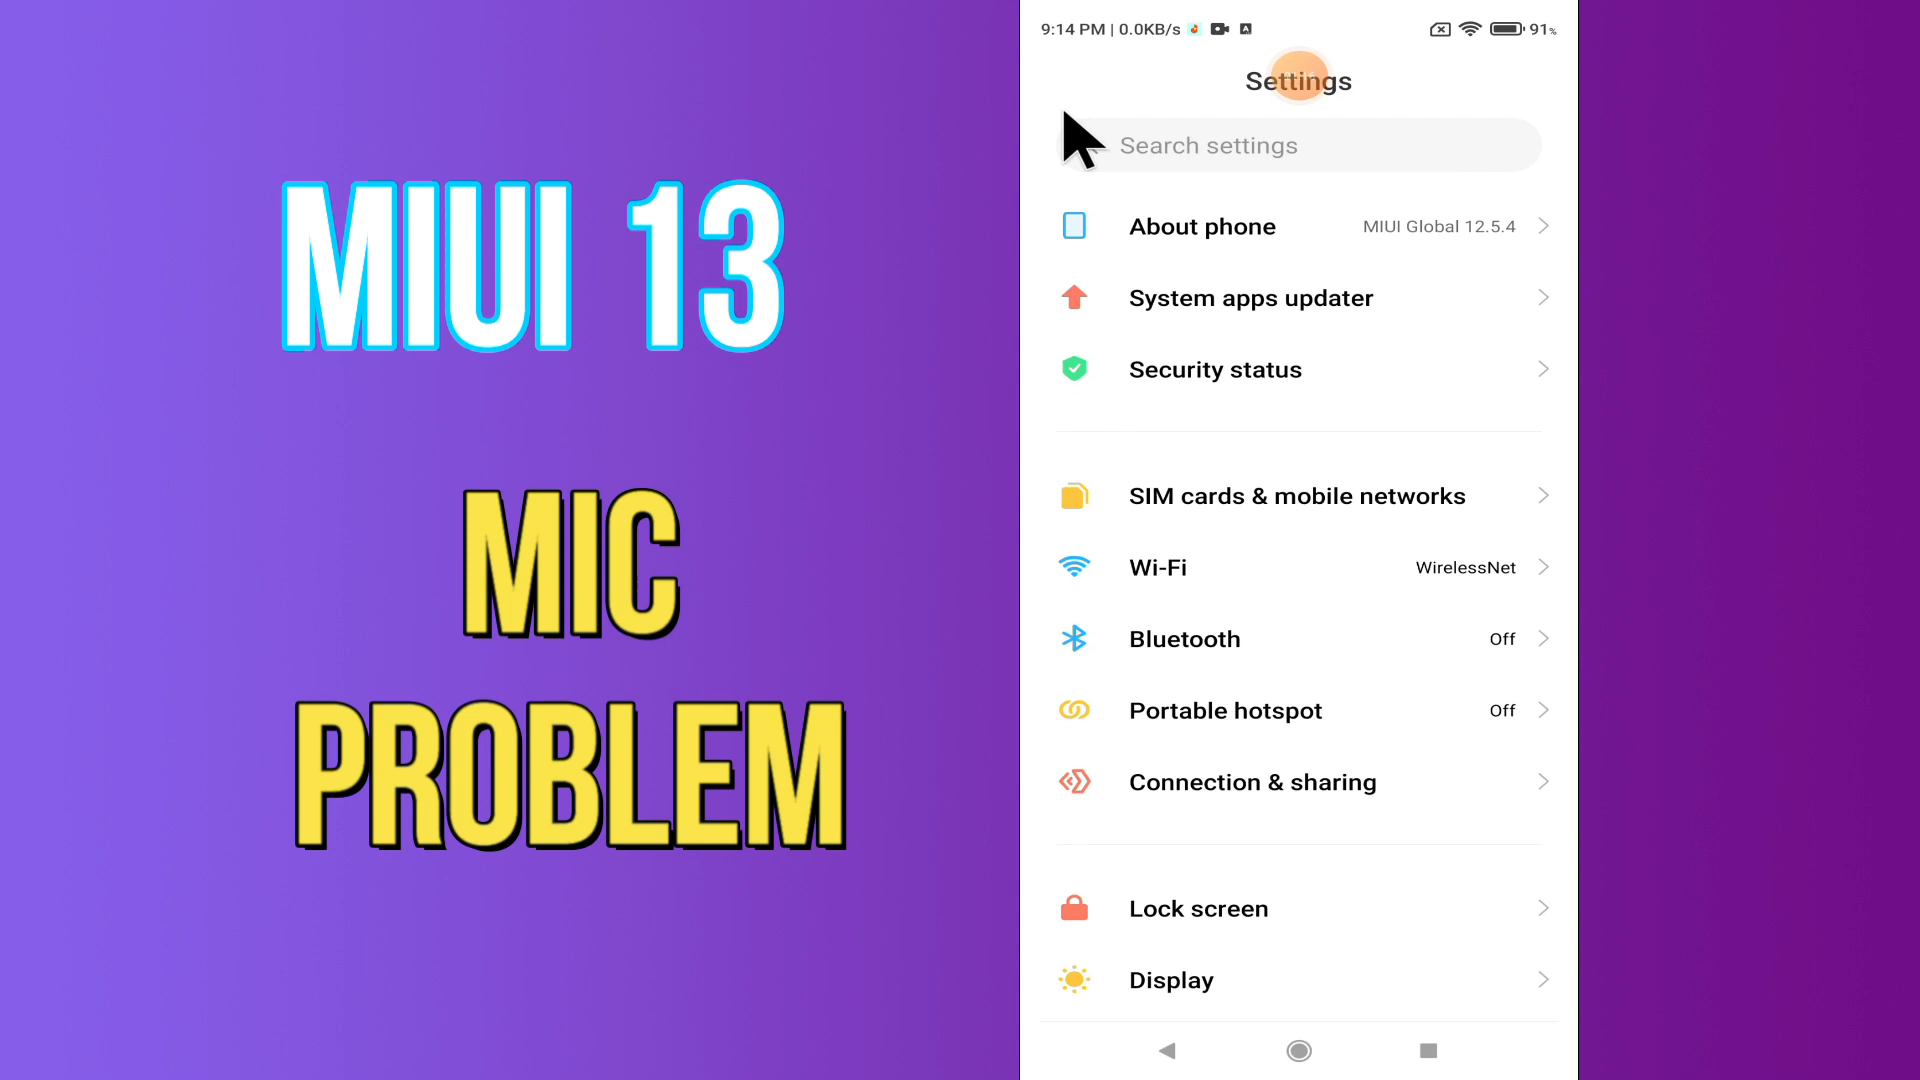 MIUI 13
MIC
PROBLEM
9:14 PM | 0.0KB/s
91%
Settings
Search settings
About phone MIUI Global 12.5.4
System apps updater
Security status
SIM cards & mobile networks
Wi-Fi WirelessNet
Bluetooth Off
Portable hotspot Off
Connection & sharing
Lock screen
Display